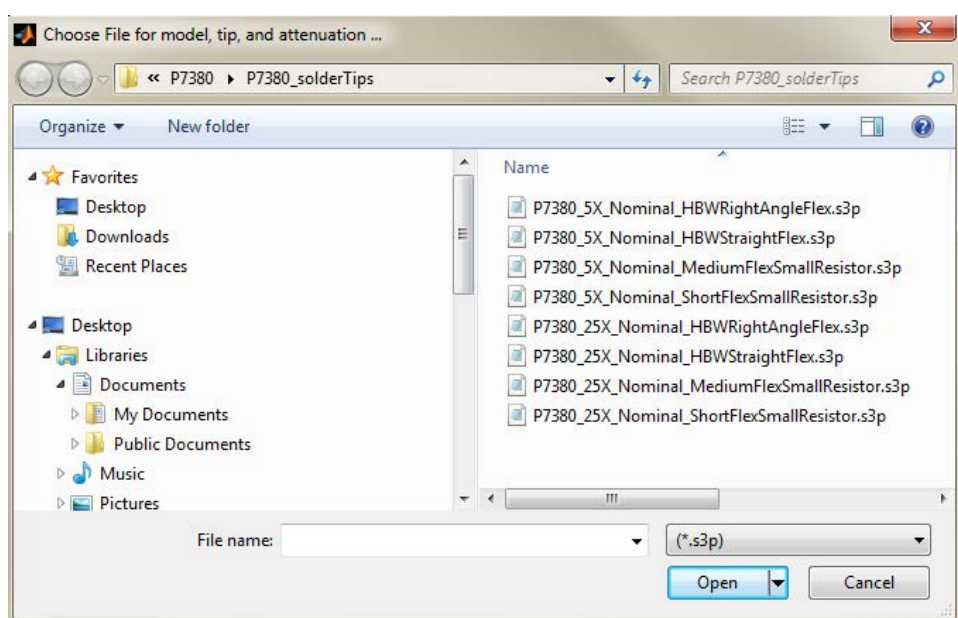 Choose File for model, tip, and attenuation ...
« P7380 P7380_solderTips
Search P7380_solderTips
Organize New folder
Favorites
Desktop
Downloads
Recent Places
Desktop
Libraries
Documents
My Documents
Public Documents
Music
Pictures
Name
P7380_5X_Nominal_HBWRightAngleFlex.s3p
P7380_5X_Nominal_HBWStraightFlex.s3p
P7380_5X_Nominal_MediumFlexSmallResistor.s3p
P7380_5X_Nominal_ShortFlexSmallResistor.s3p
P7380_25X_Nominal_HBWRightAngleFlex.s3p
P7380_25X_Nominal_HBWStraightFlex.s3p
P7380_25X_Nominal_MediumFlexSmallResistor.s3p
P7380_25X_Nominal_ShortFlexSmallResistor.s3p
File name:
(*.s3p)
Open
Cancel